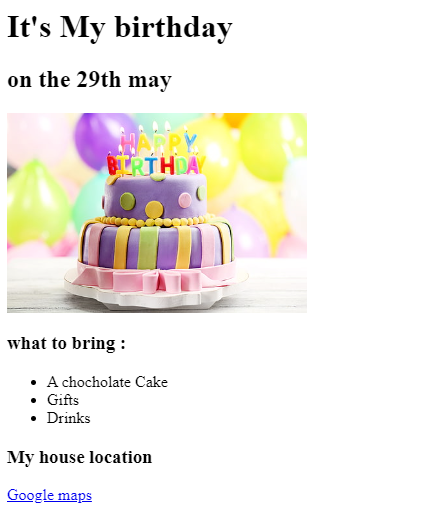 It's My birthday
on the 29th may
HAPPY
BIRTHDAY
what to bring :
A chocholate Cake
Gifts
Drinks
My house location
Google maps